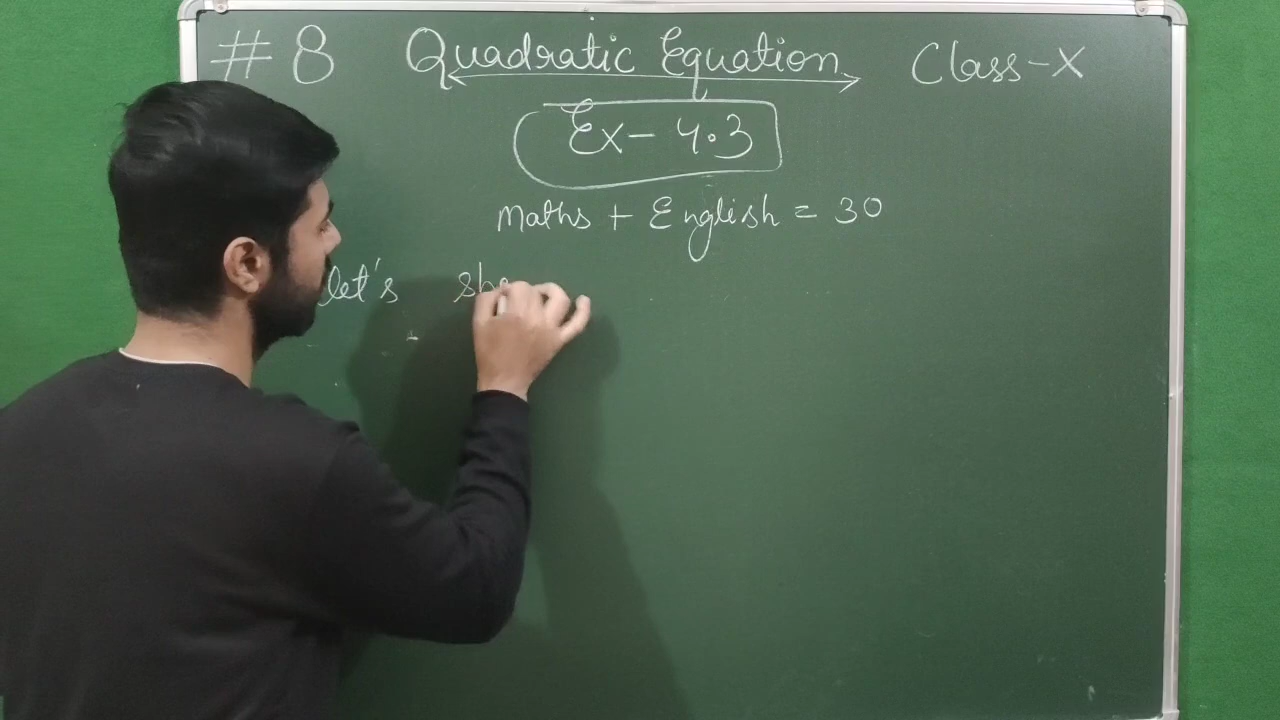 #8 Quadratic Equation Class-X
Ex- 4.3
Maths + English = 30
let's